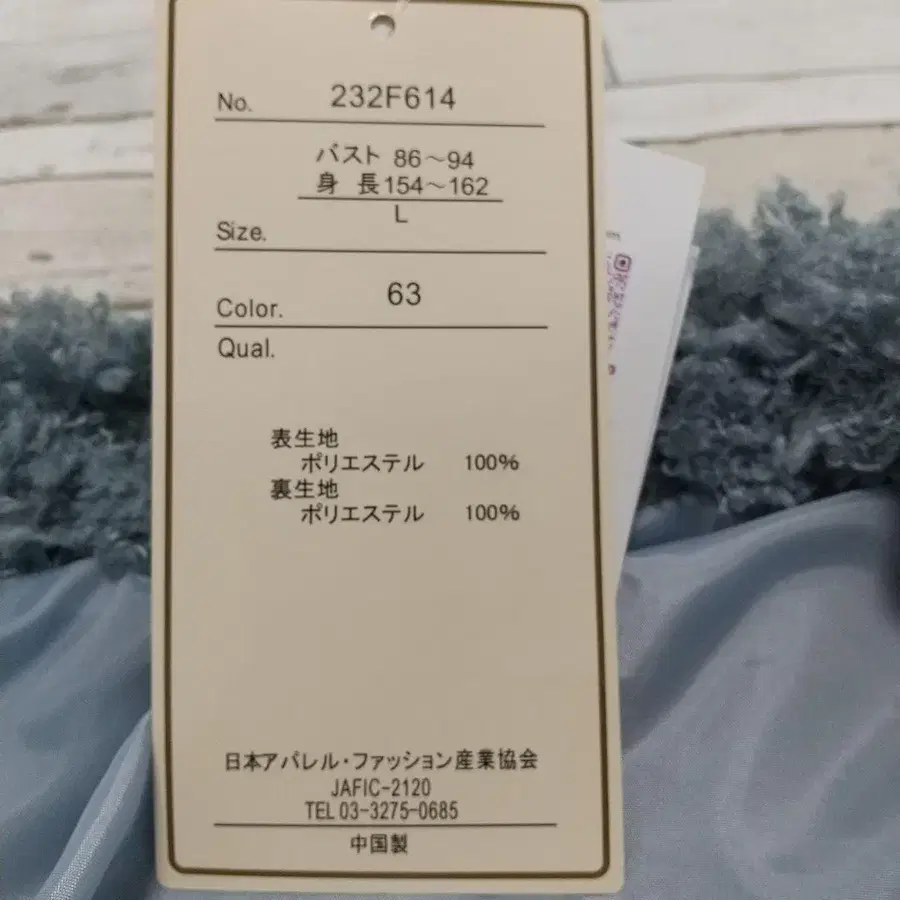 No. 232F614
バスト 86〜94
身 長 154〜162
L
Size.
Color. 63
Qual.
表生地
ポリエステル 100%
裏生地
ポリエステル 100%
日本アパレル・ファッション産業協会
JAFIC-2120
TEL 03-3275-0685
中国製